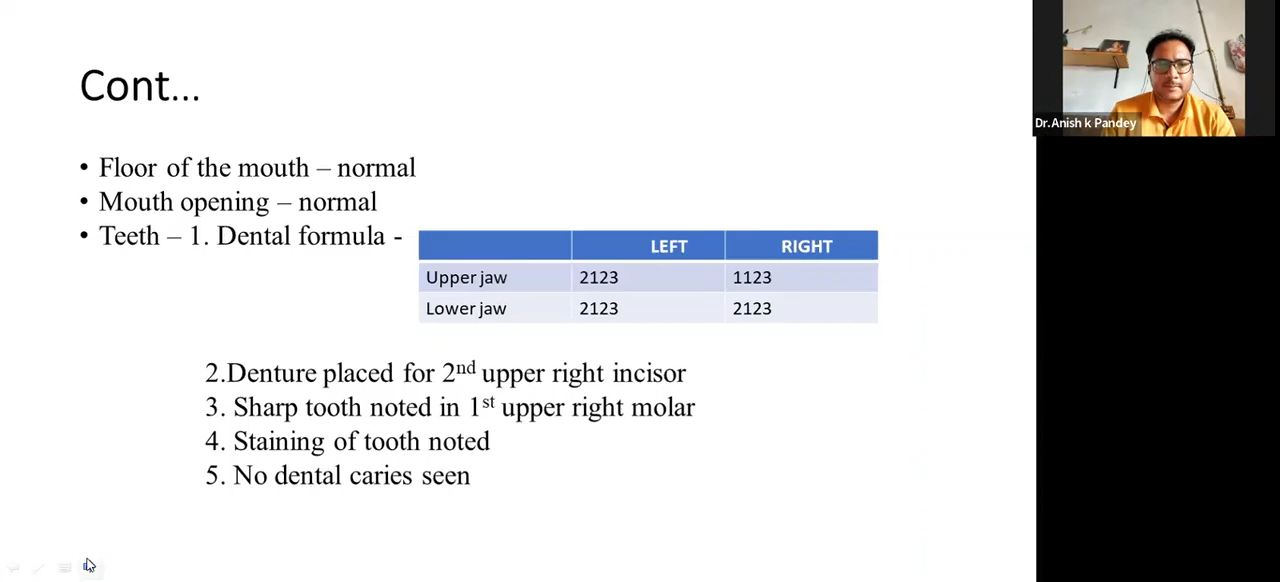 Cont...
• Floor of the mouth – normal
• Mouth opening – normal
• Teeth – 1. Dental formula -
LEFT RIGHT
Upper jaw 2123 1123
Lower jaw 2123 2123
2.Denture placed for 2nd upper right incisor
3. Sharp tooth noted in 1st upper right molar
4. Staining of tooth noted
5. No dental caries seen
Dr.Anish k Pandey